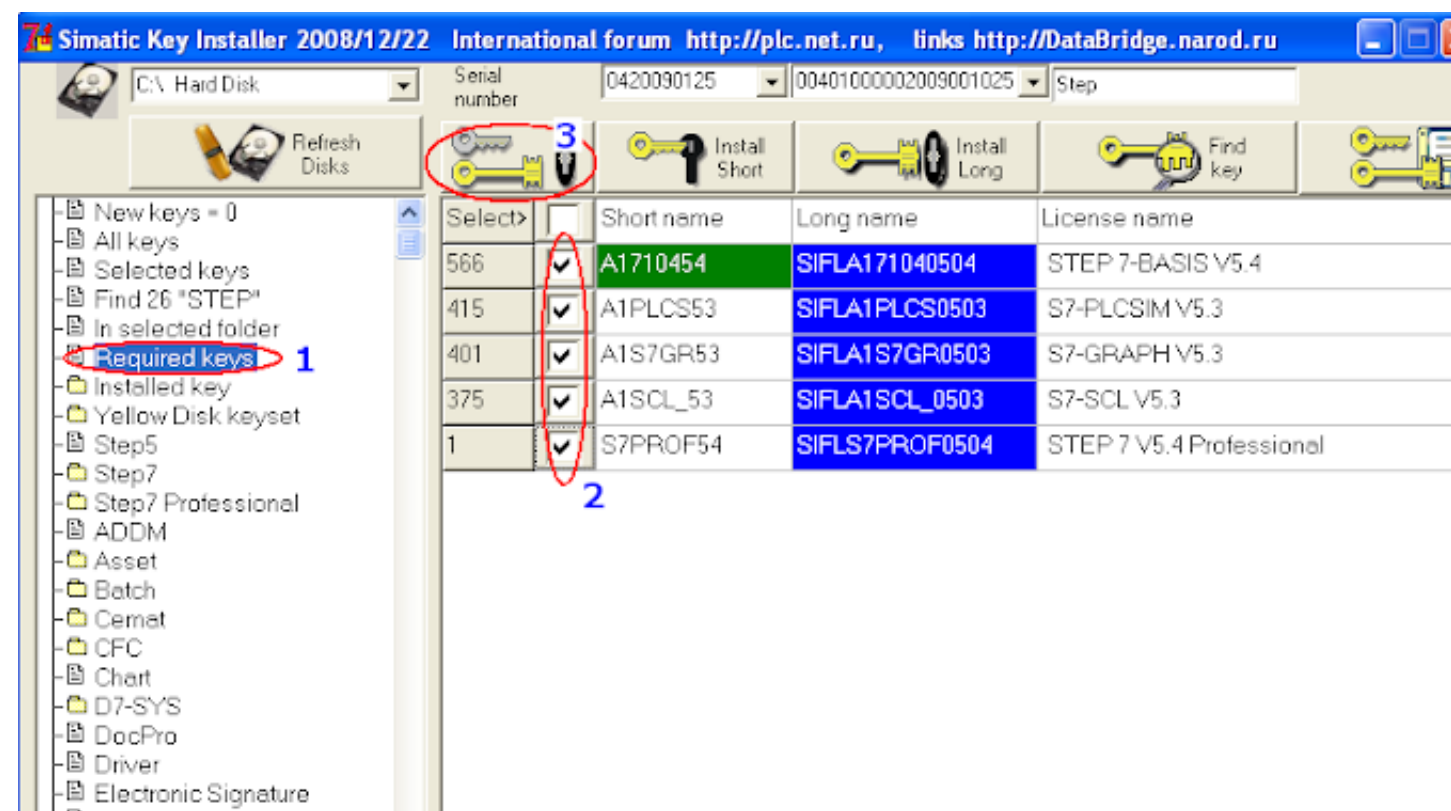 Simatic Key Installer 2008/12/22 International forum http://plc.net.ru, links http://DataBridge.narod.ru
C:\ Hard Disk
Serial number
0420090125
00401000002009001025
Step
Refresh Disks
3
Install Short
Install Long
Find key
New keys = 0
All keys
Selected keys
Find 26 "STEP"
In selected folder
Required keys 1
Installed key
Yellow Disk keyset
Step5
Step7
Step7 Professional
ADDM
Asset
Batch
Cemat
CFC
Chart
D7-SYS
DocPro
Driver
Electronic Signature
Select> Short name Long name License name
566 A1710454 SIFLA171040504 STEP 7-BASIS V5.4
415 A1PLCS53 SIFLA1PLCS0503 S7-PLCSIM V5.3
401 A1S7GR53 SIFLA1S7GR0503 S7-GRAPH V5.3
375 A1SCL_53 SIFLA1SCL_0503 S7-SCL V5.3
1 S7PROF54 SIFLS7PROF0504 STEP 7 V5.4 Professional
2